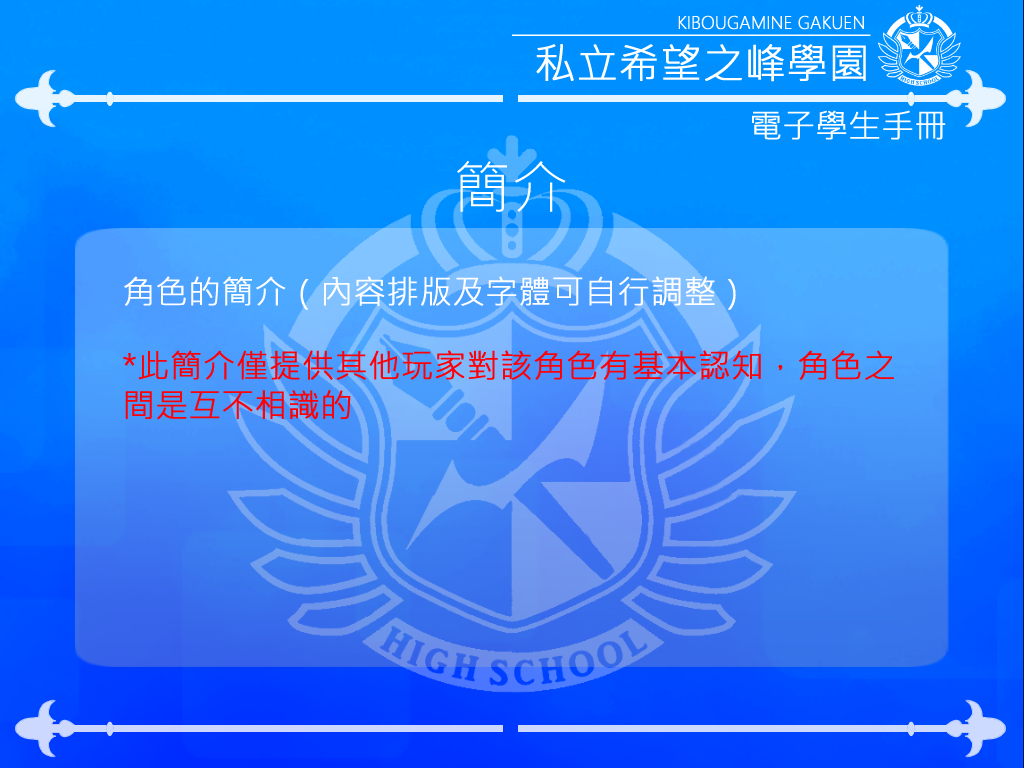 KIBOUGAMINE GAKUEN
私立希望之峰學園
HIGH SCHOOL
電子學生手冊
簡介
角色的簡介（內容排版及字體可自行調整）
*此簡介僅提供其他玩家對該角色有基本認知，角色之
間是互不相識的
HIGH SCHOOL